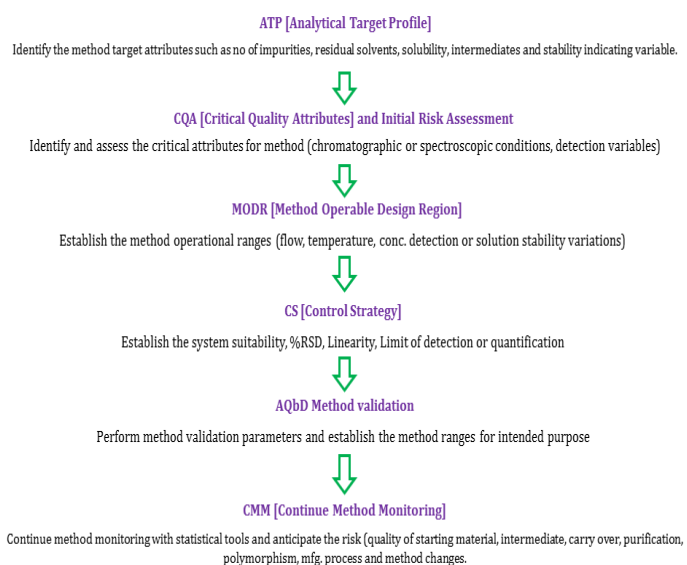 ATP [Analytical Target Profile]
Identify the method target attributes such as no of impurities, residual solvents, solubility, intermediates and stability indicating variable.
CQA [Critical Quality Attributes] and Initial Risk Assessment
Identify and assess the critical attributes for method (chromatographic or spectroscopic conditions, detection variables)
MODR [Method Operable Design Region]
Establish the method operational ranges (flow, temperature, conc. detection or solution stability variations)
CS [Control Strategy]
Establish the system suitability, %RSD, Linearity, Limit of detection or quantification
AQbD Method validation
Perform method validation parameters and establish the method ranges for intended purpose
CMM [Continue Method Monitoring]
Continue method monitoring with statistical tools and anticipate the risk (quality of starting material, intermediate, carry over, purification,
polymorphism, mfg. process and method changes.